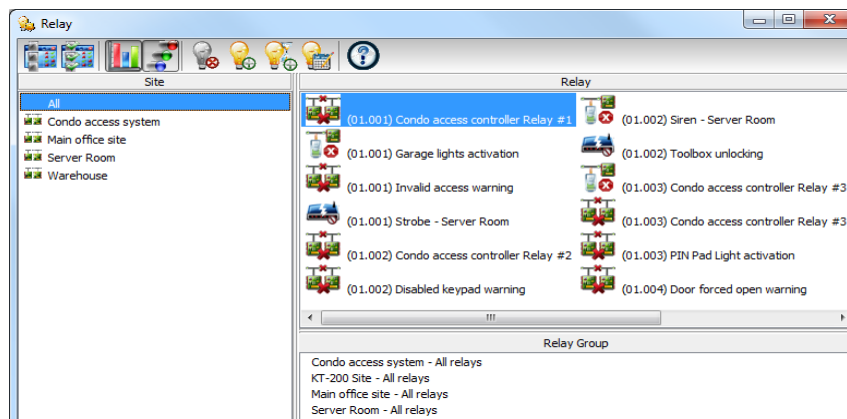 Relay
Site
All
Condo access system
Main office site
Server Room
Warehouse
Relay
(01.001) Condo access controller Relay #1
(01.001) Garage lights activation
(01.001) Invalid access warning
(01.001) Strobe - Server Room
(01.002) Condo access controller Relay #2
(01.002) Disabled keypad warning
(01.002) Siren - Server Room
(01.002) Toolbox unlocking
(01.003) Condo access controller Relay #3
(01.003) Condo access controller Relay #3
(01.003) PIN Pad Light activation
(01.004) Door forced open warning
Relay Group
Condo access system - All relays
KT-200 Site - All relays
Main office site - All relays
Server Room - All relays